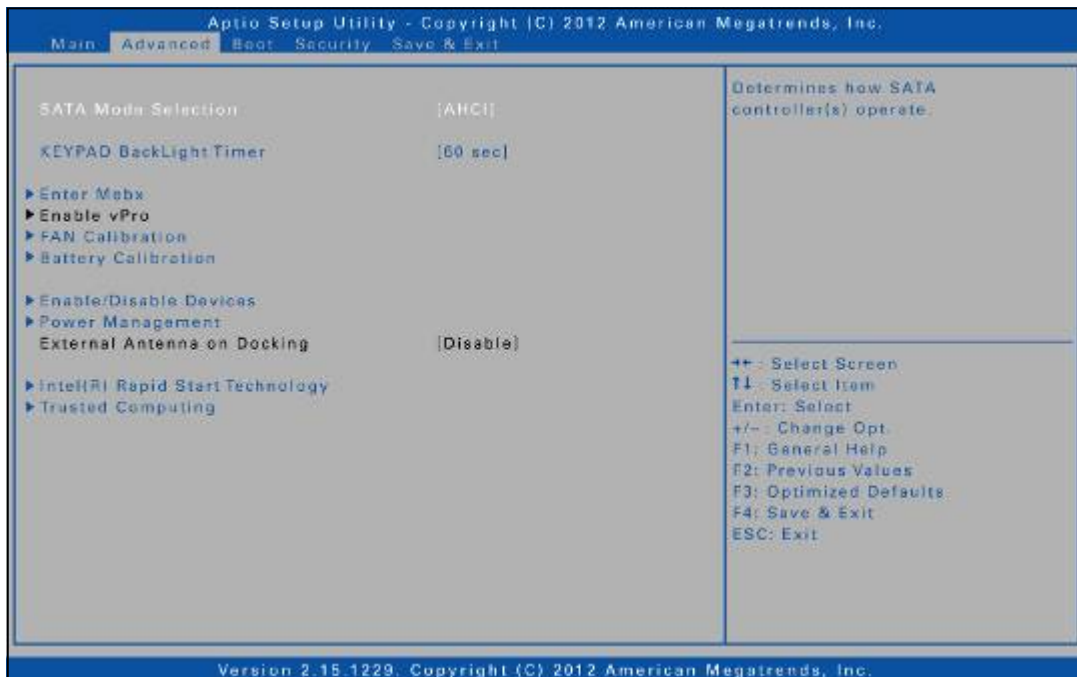 Aptio Setup Utility - Copyright (C) 2012 American Megatrends, Inc.
Main Advanced Boot Security Save & Exit
SATA Mode Selection [AHCI]
KEYPAD BackLight Timer [60 sec]
Enter Mebx
Enable vPro
FAN Calibration
Battery Calibration
Enable/Disable Devices
Power Management
External Antenna on Docking [Disable]
Intel(R) Rapid Start Technology
Trusted Computing
Determines how SATA
controller(s) operate.
→←: Select Screen
↑↓: Select Item
Enter: Select
+/-: Change Opt.
F1: General Help
F2: Previous Values
F3: Optimized Defaults
F4: Save & Exit
ESC: Exit
Version 2.15.1229. Copyright (C) 2012 American Megatrends, Inc.